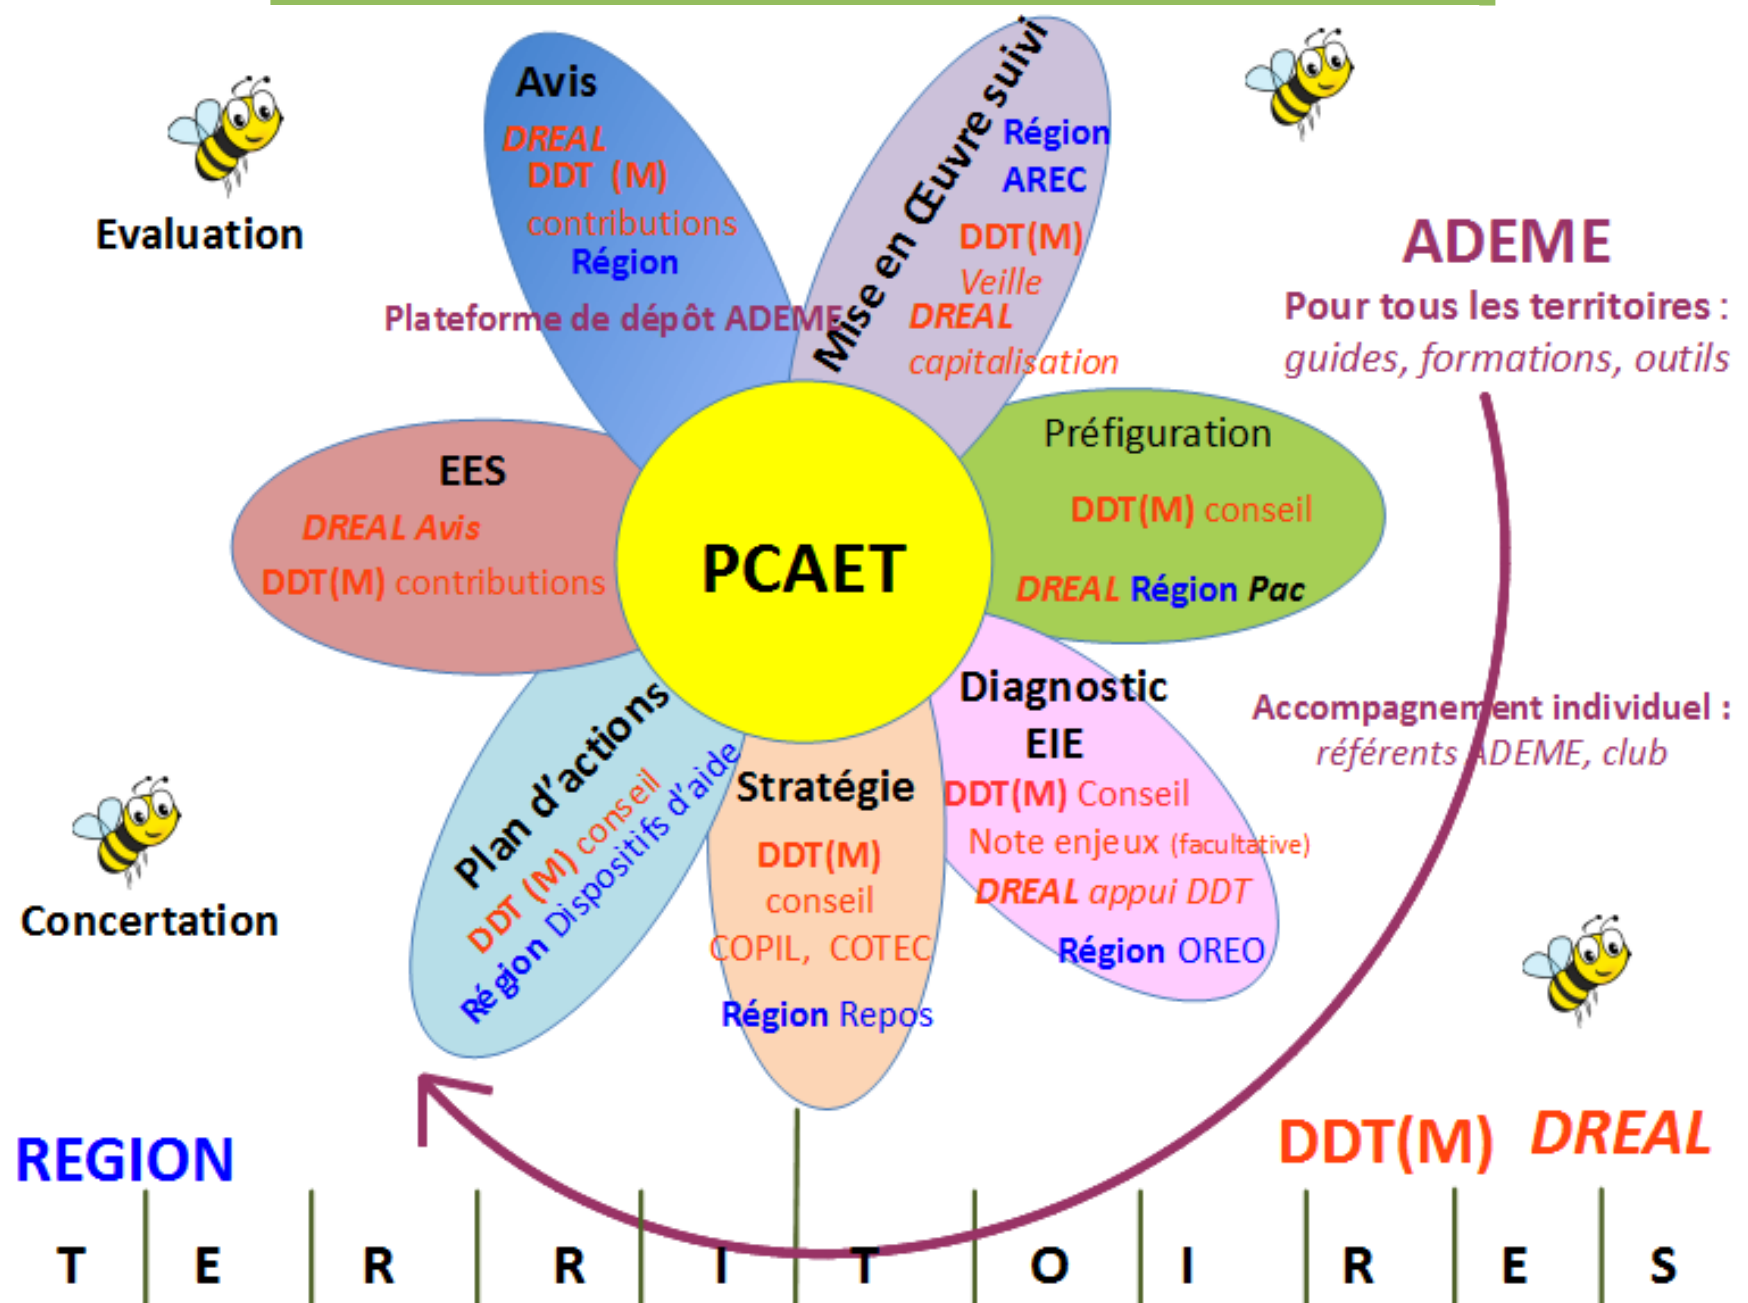 Avis
DREAL
DDT (M)
contributions
Région
Plateforme de dépôt ADEME
Mise en Œuvre suivi
Région
AREC
DDT(M)
Veille
DREAL
capitalisation
Evaluation
ADEME
Pour tous les territoires :
guides, formations, outils
Préfiguration
DDT(M) conseil
DREAL Région Pac
EES
DREAL Avis
DDT(M) contributions
PCAET
Diagnostic
EIE
DDT(M) Conseil
Note enjeux (facultative)
DREAL appui DDT
Région OREO
Accompagnement individuel :
référents ADEME, club
Stratégie
DDT(M)
conseil
COPIL, COTEC
Région Repos
Plan d'actions
DDT (M) conseil
Région Dispositifs d'aide
Concertation
REGION
DDT(M) DREAL
T E R R I T O I R E S